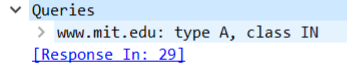 Queries
www.mit.edu: type A, class IN
[Response In: 29]